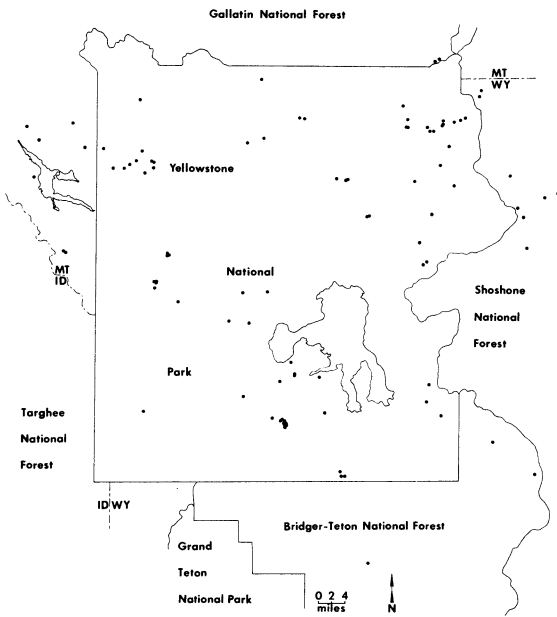 Gallatin National Forest
MT
WY
Yellowstone
MT
ID
National
Shoshone
National
Forest
Park
Targhee
National
Forest
ID WY
Bridger-Teton National Forest
Grand
Teton
National Park
0 2 4
miles
N